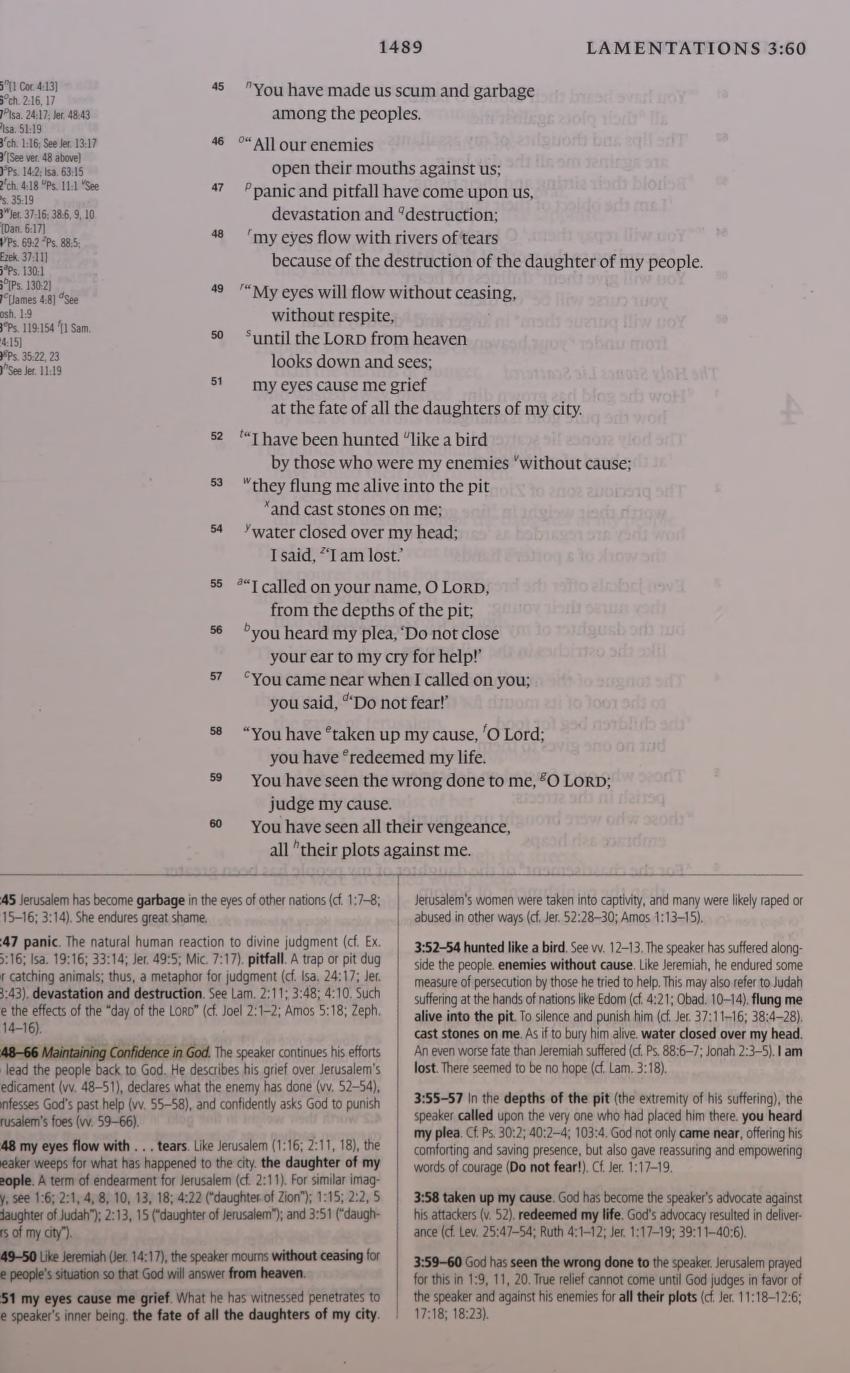 1489 LAMENTATIONS 3:60
5ⁿ[1 Cor. 4:13]
6ᵒch. 2:16, 17
7ᵖIsa. 24:17; Jer. 48:43
Isa. 51:19
8ʳch. 1:16; See Jer. 13:17
9ʳ[See ver. 48 above]
0ˢPs. 14:2; Isa. 63:15
2ᵗch. 4:18 ᵘPs. 11:1 ᵛSee
s. 35:19
3ʷJer. 37:16; 38:6, 9, 10
[Dan. 6:17]
4ʸPs. 69:2 ᶻPs. 88:5;
Ezek. 37:11]
5ᵃPs. 130:1
6ᵇ[Ps. 130:2]
7ᶜ[James 4:8] ᵈSee
osh. 1:9
8ᵉPs. 119:154 ᶠ[1 Sam.
4:15]
9ᵍPs. 35:22, 23
0ʰSee Jer. 11:19
45 ⁿYou have made us scum and garbage
among the peoples.
46 ᵒ“All our enemies
open their mouths against us;
47 ᵖpanic and pitfall have come upon us,
devastation and ᑫdestruction;
48 ʳmy eyes flow with rivers of tears
because of the destruction of the daughter of my people.
49 ʳ“My eyes will flow without ceasing,
without respite,
50 ˢuntil the LORD from heaven
looks down and sees;
51 my eyes cause me grief
at the fate of all the daughters of my city.
52 ᵗ“I have been hunted ᵘlike a bird
by those who were my enemies ᵛwithout cause;
53 ʷthey flung me alive into the pit
ˣand cast stones on me;
54 ʸwater closed over my head;
I said, ᶻ‘I am lost.’
55 ᵃ“I called on your name, O LORD,
from the depths of the pit;
56 ᵇyou heard my plea, ‘Do not close
your ear to my cry for help!’
57 ᶜYou came near when I called on you;
you said, ᵈ‘Do not fear!’
58 “You have ᵉtaken up my cause, ᶠO Lord;
you have ᵉredeemed my life.
59 You have seen the wrong done to me, ᵍO LORD;
judge my cause.
60 You have seen all their vengeance,
all ʰtheir plots against me.
:45 Jerusalem has become garbage in the eyes of other nations (cf. 1:7–8;
15–16; 3:14). She endures great shame.
:47 panic. The natural human reaction to divine judgment (cf. Ex.
5:16; Isa. 19:16; 33:14; Jer. 49:5; Mic. 7:17). pitfall. A trap or pit dug
r catching animals; thus, a metaphor for judgment (cf. Isa. 24:17; Jer.
8:43). devastation and destruction. See Lam. 2:11; 3:48; 4:10. Such
e the effects of the “day of the LORD” (cf. Joel 2:1–2; Amos 5:18; Zeph.
14–16).
:48–66 Maintaining Confidence in God. The speaker continues his efforts
lead the people back to God. He describes his grief over Jerusalem’s
edicament (vv. 48–51), declares what the enemy has done (vv. 52–54),
nfesses God’s past help (vv. 55–58), and confidently asks God to punish
rusalem’s foes (vv. 59–66).
:48 my eyes flow with . . . tears. Like Jerusalem (1:16; 2:11, 18), the
eaker weeps for what has happened to the city. the daughter of my
eople. A term of endearment for Jerusalem (cf. 2:11). For similar imag-
y, see 1:6; 2:1, 4, 8, 10, 13, 18; 4:22 (“daughter of Zion”); 1:15; 2:2, 5
daughter of Judah”); 2:13, 15 (“daughter of Jerusalem”); and 3:51 (“daugh-
rs of my city”).
:49–50 Like Jeremiah (Jer. 14:17), the speaker mourns without ceasing for
e people’s situation so that God will answer from heaven.
:51 my eyes cause me grief. What he has witnessed penetrates to
e speaker’s inner being. the fate of all the daughters of my city.
Jerusalem’s women were taken into captivity, and many were likely raped or
abused in other ways (cf. Jer. 52:28–30; Amos 1:13–15).
3:52–54 hunted like a bird. See vv. 12–13. The speaker has suffered along-
side the people. enemies without cause. Like Jeremiah, he endured some
measure of persecution by those he tried to help. This may also refer to Judah
suffering at the hands of nations like Edom (cf. 4:21; Obad. 10–14). flung me
alive into the pit. To silence and punish him (cf. Jer. 37:11–16; 38:4–28).
cast stones on me. As if to bury him alive. water closed over my head.
An even worse fate than Jeremiah suffered (cf. Ps. 88:6–7; Jonah 2:3–5). I am
lost. There seemed to be no hope (cf. Lam. 3:18).
3:55–57 In the depths of the pit (the extremity of his suffering), the
speaker called upon the very one who had placed him there. you heard
my plea. Cf. Ps. 30:2; 40:2–4; 103:4. God not only came near, offering his
comforting and saving presence, but also gave reassuring and empowering
words of courage (Do not fear!). Cf. Jer. 1:17–19.
3:58 taken up my cause. God has become the speaker’s advocate against
his attackers (v. 52). redeemed my life. God’s advocacy resulted in deliver-
ance (cf. Lev. 25:47–54; Ruth 4:1–12; Jer. 1:17–19; 39:11–40:6).
3:59–60 God has seen the wrong done to the speaker. Jerusalem prayed
for this in 1:9, 11, 20. True relief cannot come until God judges in favor of
the speaker and against his enemies for all their plots (cf. Jer. 11:18–12:6;
17:18; 18:23).